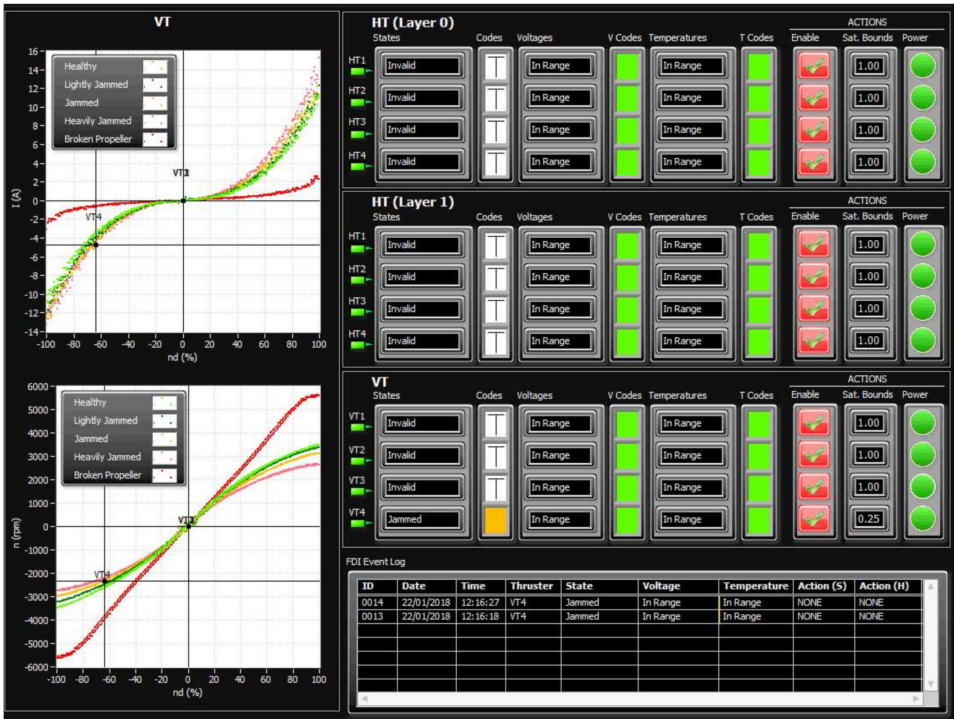 VT
16
14
12
10
8
6
4
2
0
-2
-4
-6
-8
-10
-12
-14
I (A)
Healthy
Lightly Jammed
Jammed
Heavily Jammed
Broken Propeller
VT4
-100 -80 -60 -40 -20 0 20 40 60 80 100
nd (%)
6000
5000
4000
3000
2000
1000
0
-1000
-2000
-3000
-4000
-5000
-6000
n (rpm)
Healthy
Lightly Jammed
Jammed
Heavily Jammed
Broken Propeller
VT4
-100 -80 -60 -40 -20 0 20 40 60 80 100
nd (%)
HT (Layer 0)
ACTIONS
States Codes Voltages V Codes Temperatures T Codes Enable Sat. Bounds Power
HT1 Invalid T In Range In Range 1.00
HT2 Invalid T In Range In Range 1.00
HT3 Invalid T In Range In Range 1.00
HT4 Invalid T In Range In Range 1.00
HT (Layer 1)
ACTIONS
States Codes Voltages V Codes Temperatures T Codes Enable Sat. Bounds Power
HT1 Invalid T In Range In Range 1.00
HT2 Invalid T In Range In Range 1.00
HT3 Invalid T In Range In Range 1.00
HT4 Invalid T In Range In Range 1.00
VT
ACTIONS
States Codes Voltages V Codes Temperatures T Codes Enable Sat. Bounds Power
VT1 Invalid T In Range In Range 1.00
VT2 Invalid T In Range In Range 1.00
VT3 Invalid T In Range In Range 1.00
VT4 Jammed In Range In Range 0.25
FDI Event Log
ID Date Time Thruster State Voltage Temperature Action (S) Action (H)
0014 22/01/2018 12:16:27 VT4 Jammed In Range In Range NONE NONE
0013 22/01/2018 12:16:18 VT4 Jammed In Range In Range NONE NONE